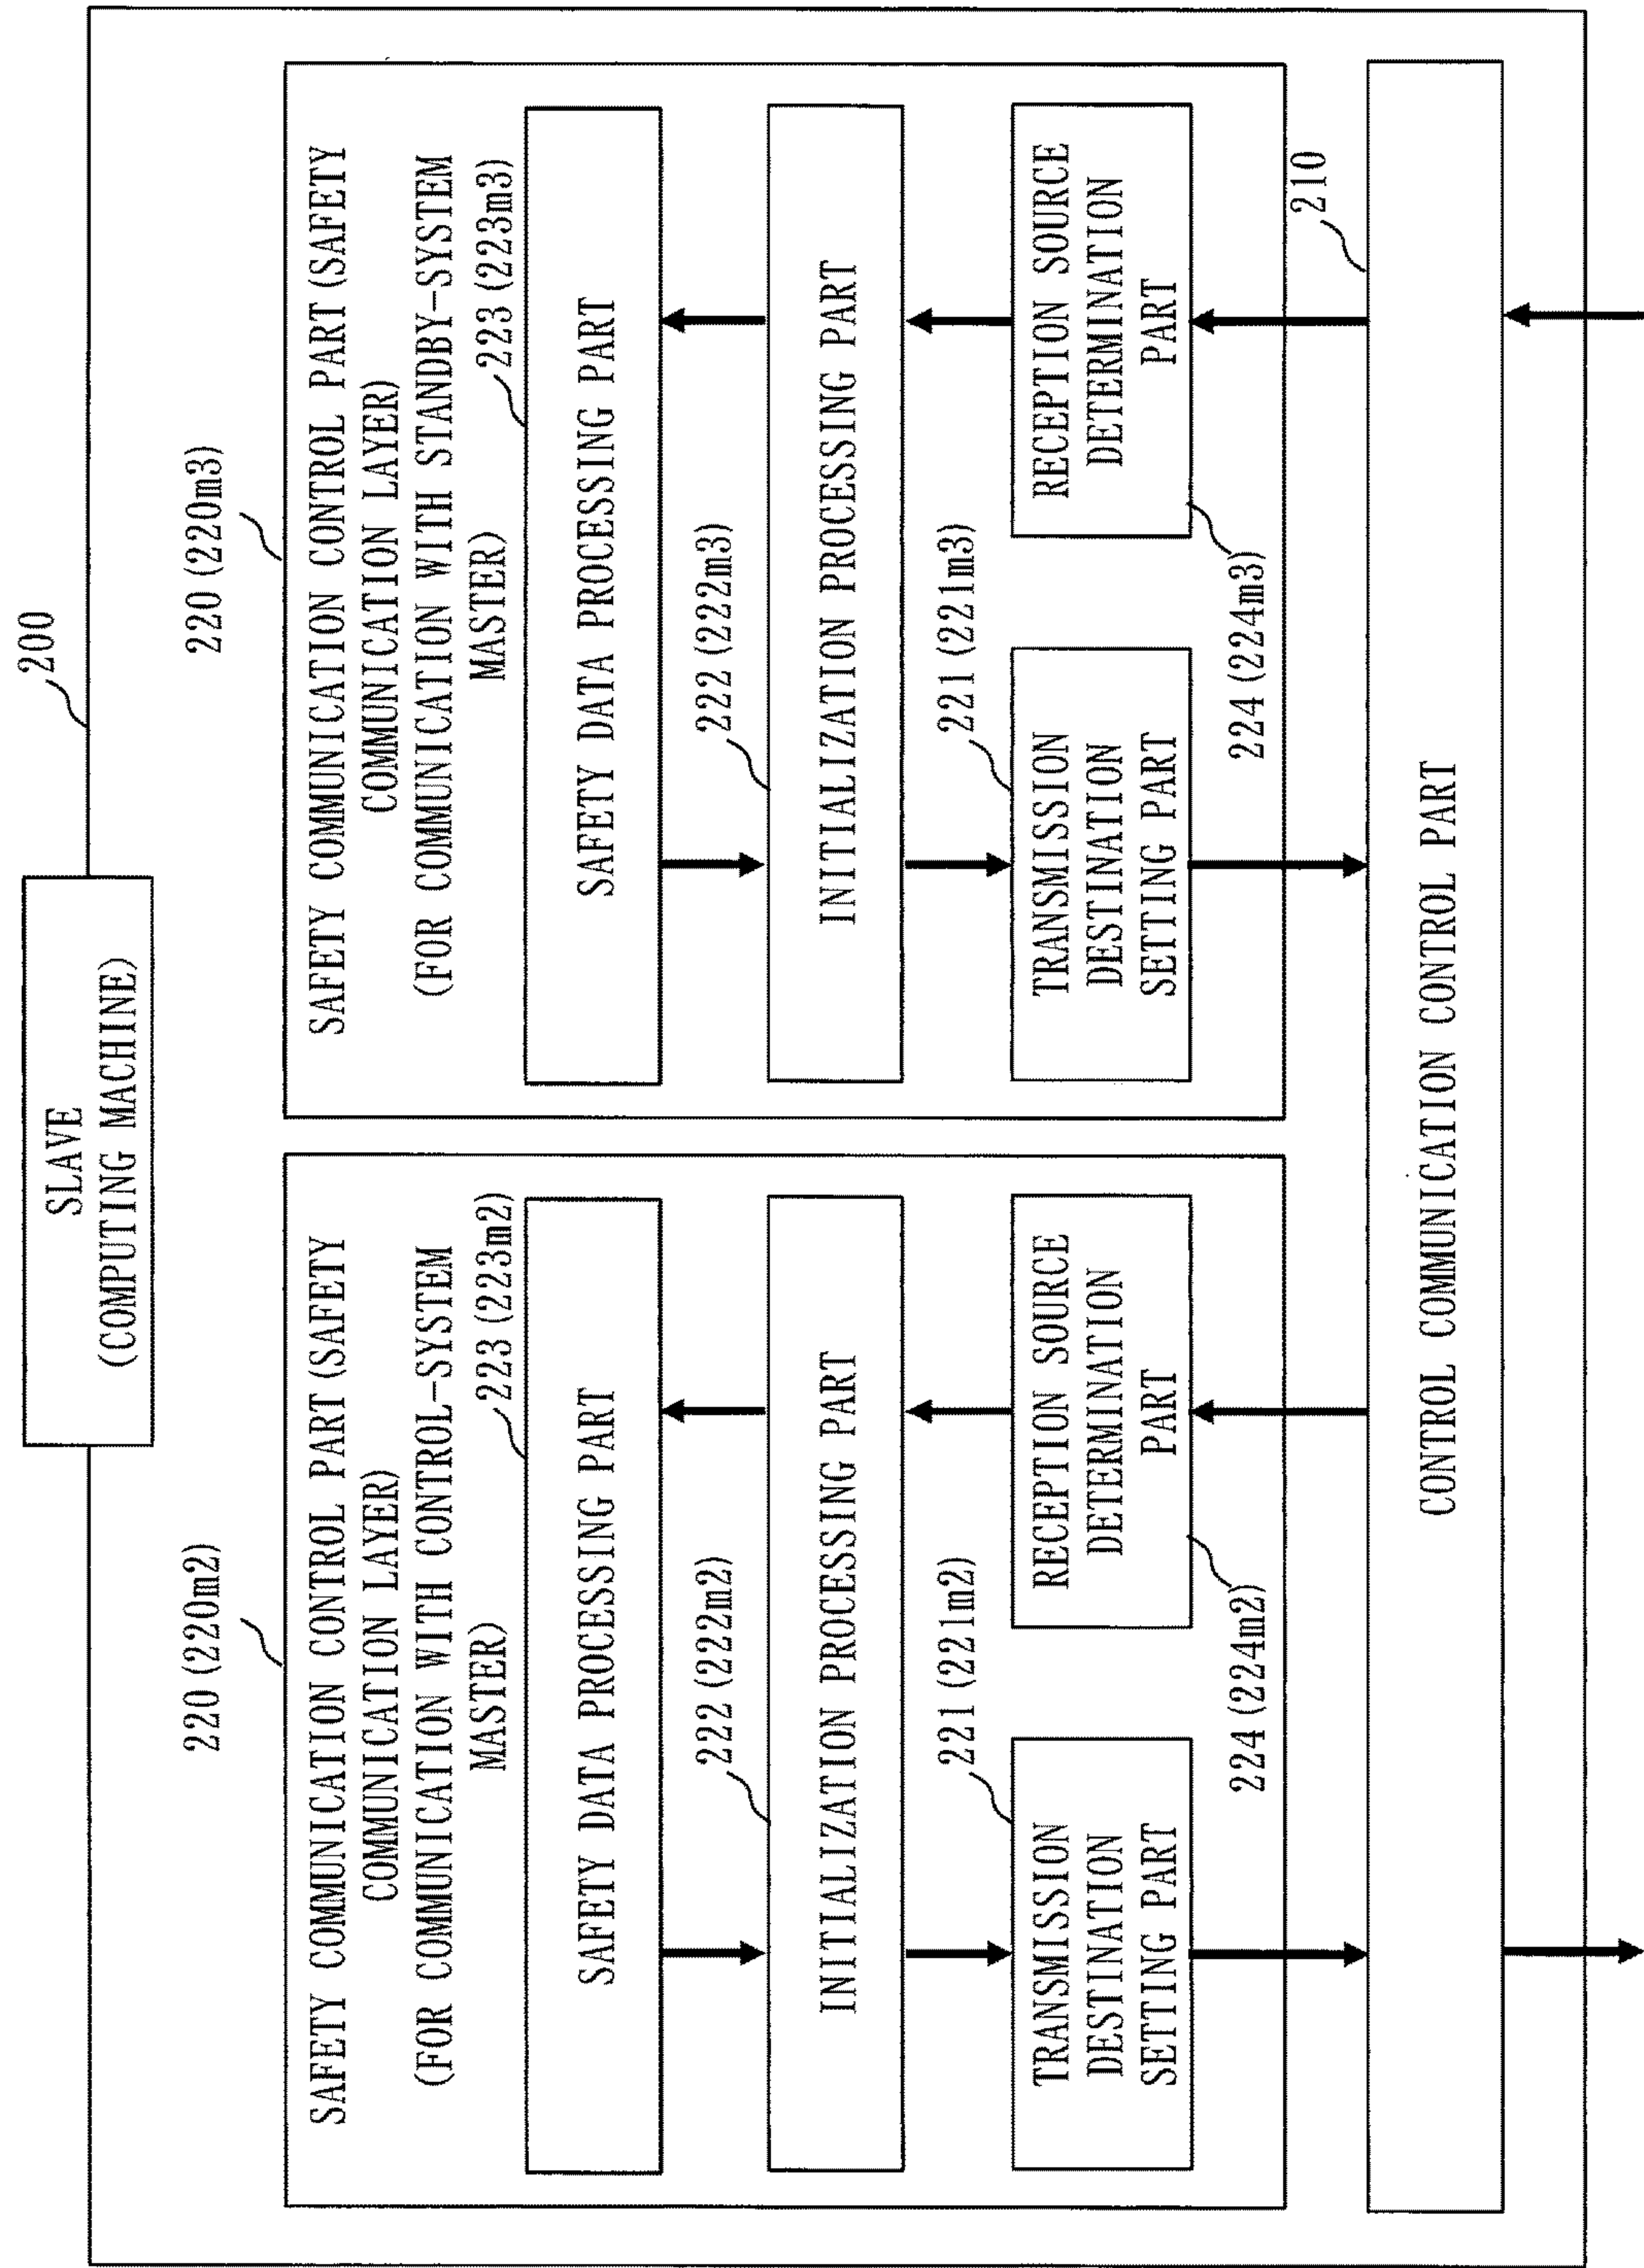 SLAVE
(COMPUTING MACHINE)
200
220 (220m2)
SAFETY COMMUNICATION CONTROL PART (SAFETY
COMMUNICATION LAYER)
(FOR COMMUNICATION WITH CONTROL-SYSTEM
MASTER)
223 (223m2)
SAFETY DATA PROCESSING PART
222 (222m2)
INITIALIZATION PROCESSING PART
221 (221m2)
TRANSMISSION
DESTINATION
SETTING PART
RECEPTION SOURCE
DETERMINATION
PART
224 (224m2)
220 (220m3)
SAFETY COMMUNICATION CONTROL PART (SAFETY
COMMUNICATION LAYER)
(FOR COMMUNICATION WITH STANDBY-SYSTEM
MASTER)
223 (223m3)
SAFETY DATA PROCESSING PART
222 (222m3)
INITIALIZATION PROCESSING PART
221 (221m3)
TRANSMISSION
DESTINATION
SETTING PART
RECEPTION SOURCE
DETERMINATION
PART
224 (224m3)
210
CONTROL COMMUNICATION CONTROL PART